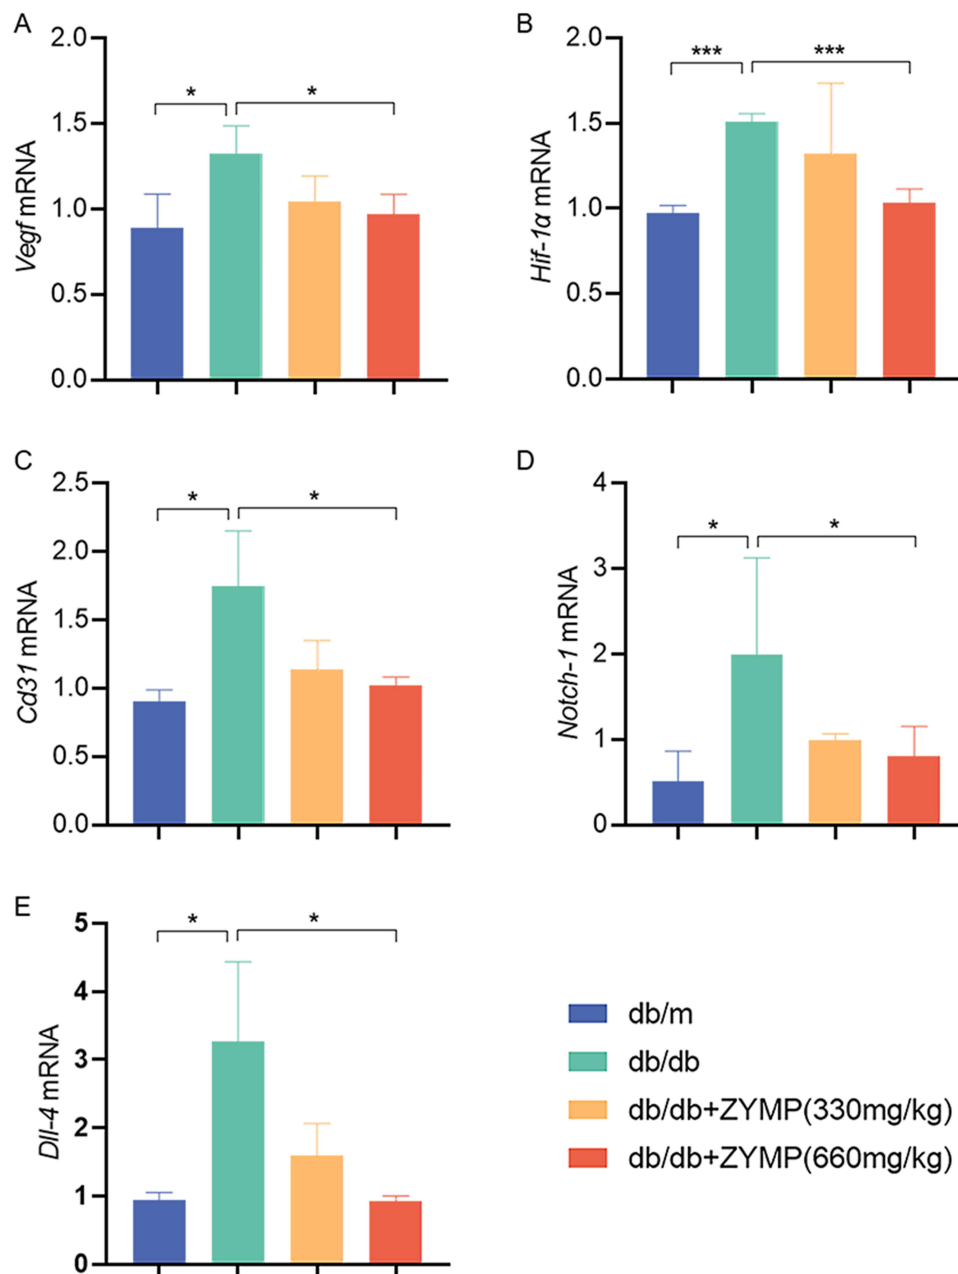 A
Vegf mRNA
2.0
1.5
1.0
0.5
0.0
*
*
B
Hif-1α mRNA
2.0
1.5
1.0
0.5
0.0
***
***
C
Cd31 mRNA
2.5
2.0
1.5
1.0
0.5
0.0
*
*
D
Notch-1 mRNA
4
3
2
1
0
*
*
E
Dll-4 mRNA
5
4
3
2
1
0
*
*
db/m
db/db
db/db+ZYMP(330mg/kg)
db/db+ZYMP(660mg/kg)